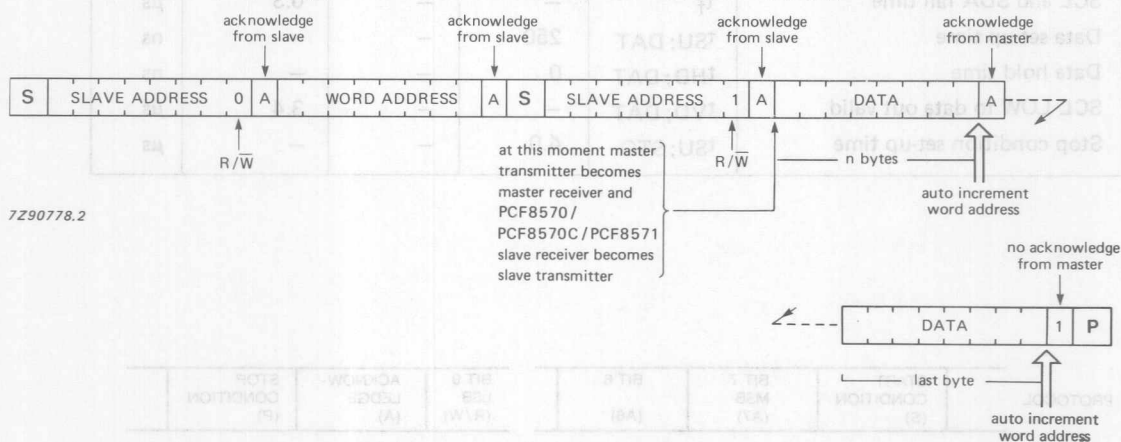 acknowledge
from slave
acknowledge
from slave
acknowledge
from slave
acknowledge
from master
S SLAVE ADDRESS 0 A WORD ADDRESS A S SLAVE ADDRESS 1 A DATA A
R/W̅
R/W̅
at this moment master
transmitter becomes
master receiver and
PCF8570/
PCF8570C/PCF8571
slave receiver becomes
slave transmitter
n bytes
auto increment
word address
7Z90778.2
no acknowledge
from master
DATA 1 P
last byte
auto increment
word address